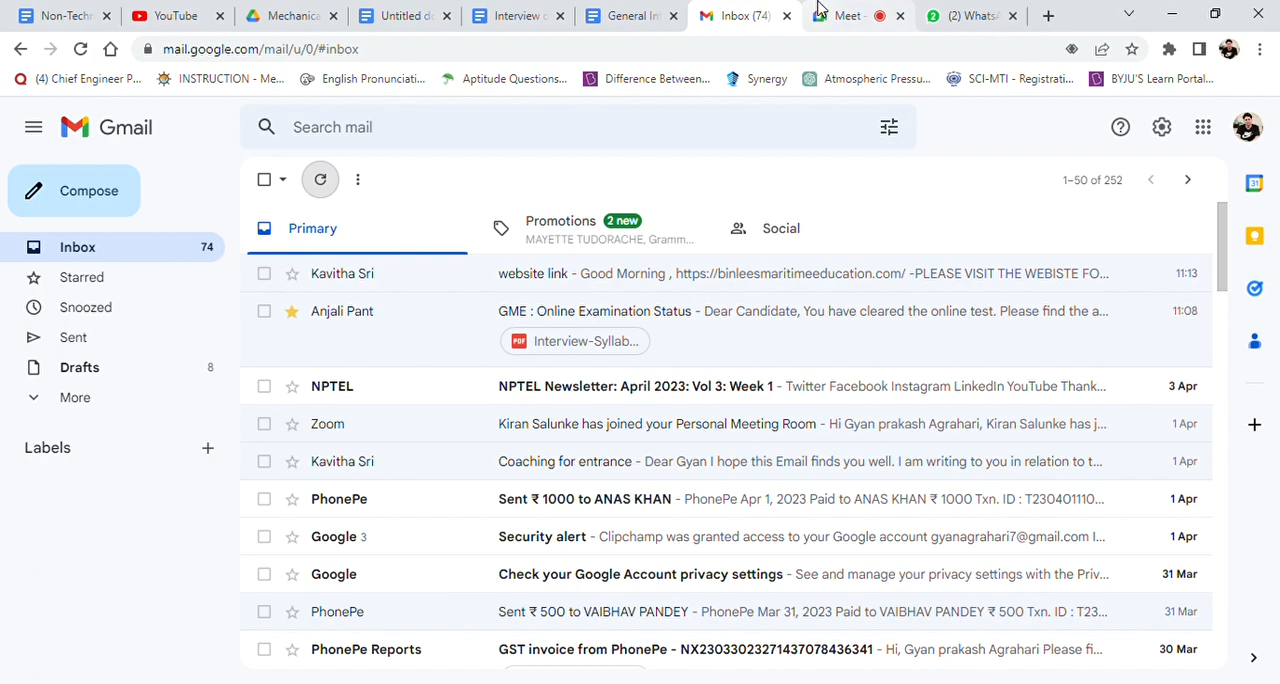 Non-Techn
YouTube
Mechanica
Untitled d
Interview c
General In
Inbox (74)
Meet -
(2) Whats
mail.google.com/mail/u/0/#inbox
(4) Chief Engineer P...
INSTRUCTION - Me...
English Pronunciati...
Aptitude Questions...
Difference Between...
Synergy
Atmospheric Pressu...
SCI-MTI - Registrati...
BYJU'S Learn Portal...
Gmail
Search mail
Compose
1–50 of 252
Primary
Promotions 2 new
MAYETTE TUDORACHE, Gramm...
Social
Inbox 74
Starred
Snoozed
Sent
Drafts 8
More
Labels
Kavitha Sri website link - Good Morning , https://binleesmaritimeeducation.com/ -PLEASE VISIT THE WEBISTE FO... 11:13
Anjali Pant GME : Online Examination Status - Dear Candidate, You have cleared the online test. Please find the a... 11:08
PDF Interview-Syllab...
NPTEL NPTEL Newsletter: April 2023: Vol 3: Week 1 - Twitter Facebook Instagram LinkedIn YouTube Thank... 3 Apr
Zoom Kiran Salunke has joined your Personal Meeting Room - Hi Gyan prakash Agrahari, Kiran Salunke has j... 1 Apr
Kavitha Sri Coaching for entrance - Dear Gyan I hope this Email finds you well. I am writing to you in relation to t... 1 Apr
PhonePe Sent ₹ 1000 to ANAS KHAN - PhonePe Apr 1, 2023 Paid to ANAS KHAN ₹ 1000 Txn. ID : T230401110... 1 Apr
Google 3 Security alert - Clipchamp was granted access to your Google account gyanagrahari7@gmail.com I... 1 Apr
Google Check your Google Account privacy settings - See and manage your privacy settings with the Priv... 31 Mar
PhonePe Sent ₹ 500 to VAIBHAV PANDEY - PhonePe Mar 31, 2023 Paid to VAIBHAV PANDEY ₹ 500 Txn. ID : T23... 31 Mar
PhonePe Reports GST invoice from PhonePe - NX23033023271437078436341 - Hi, Gyan prakash Agrahari Please fi... 30 Mar